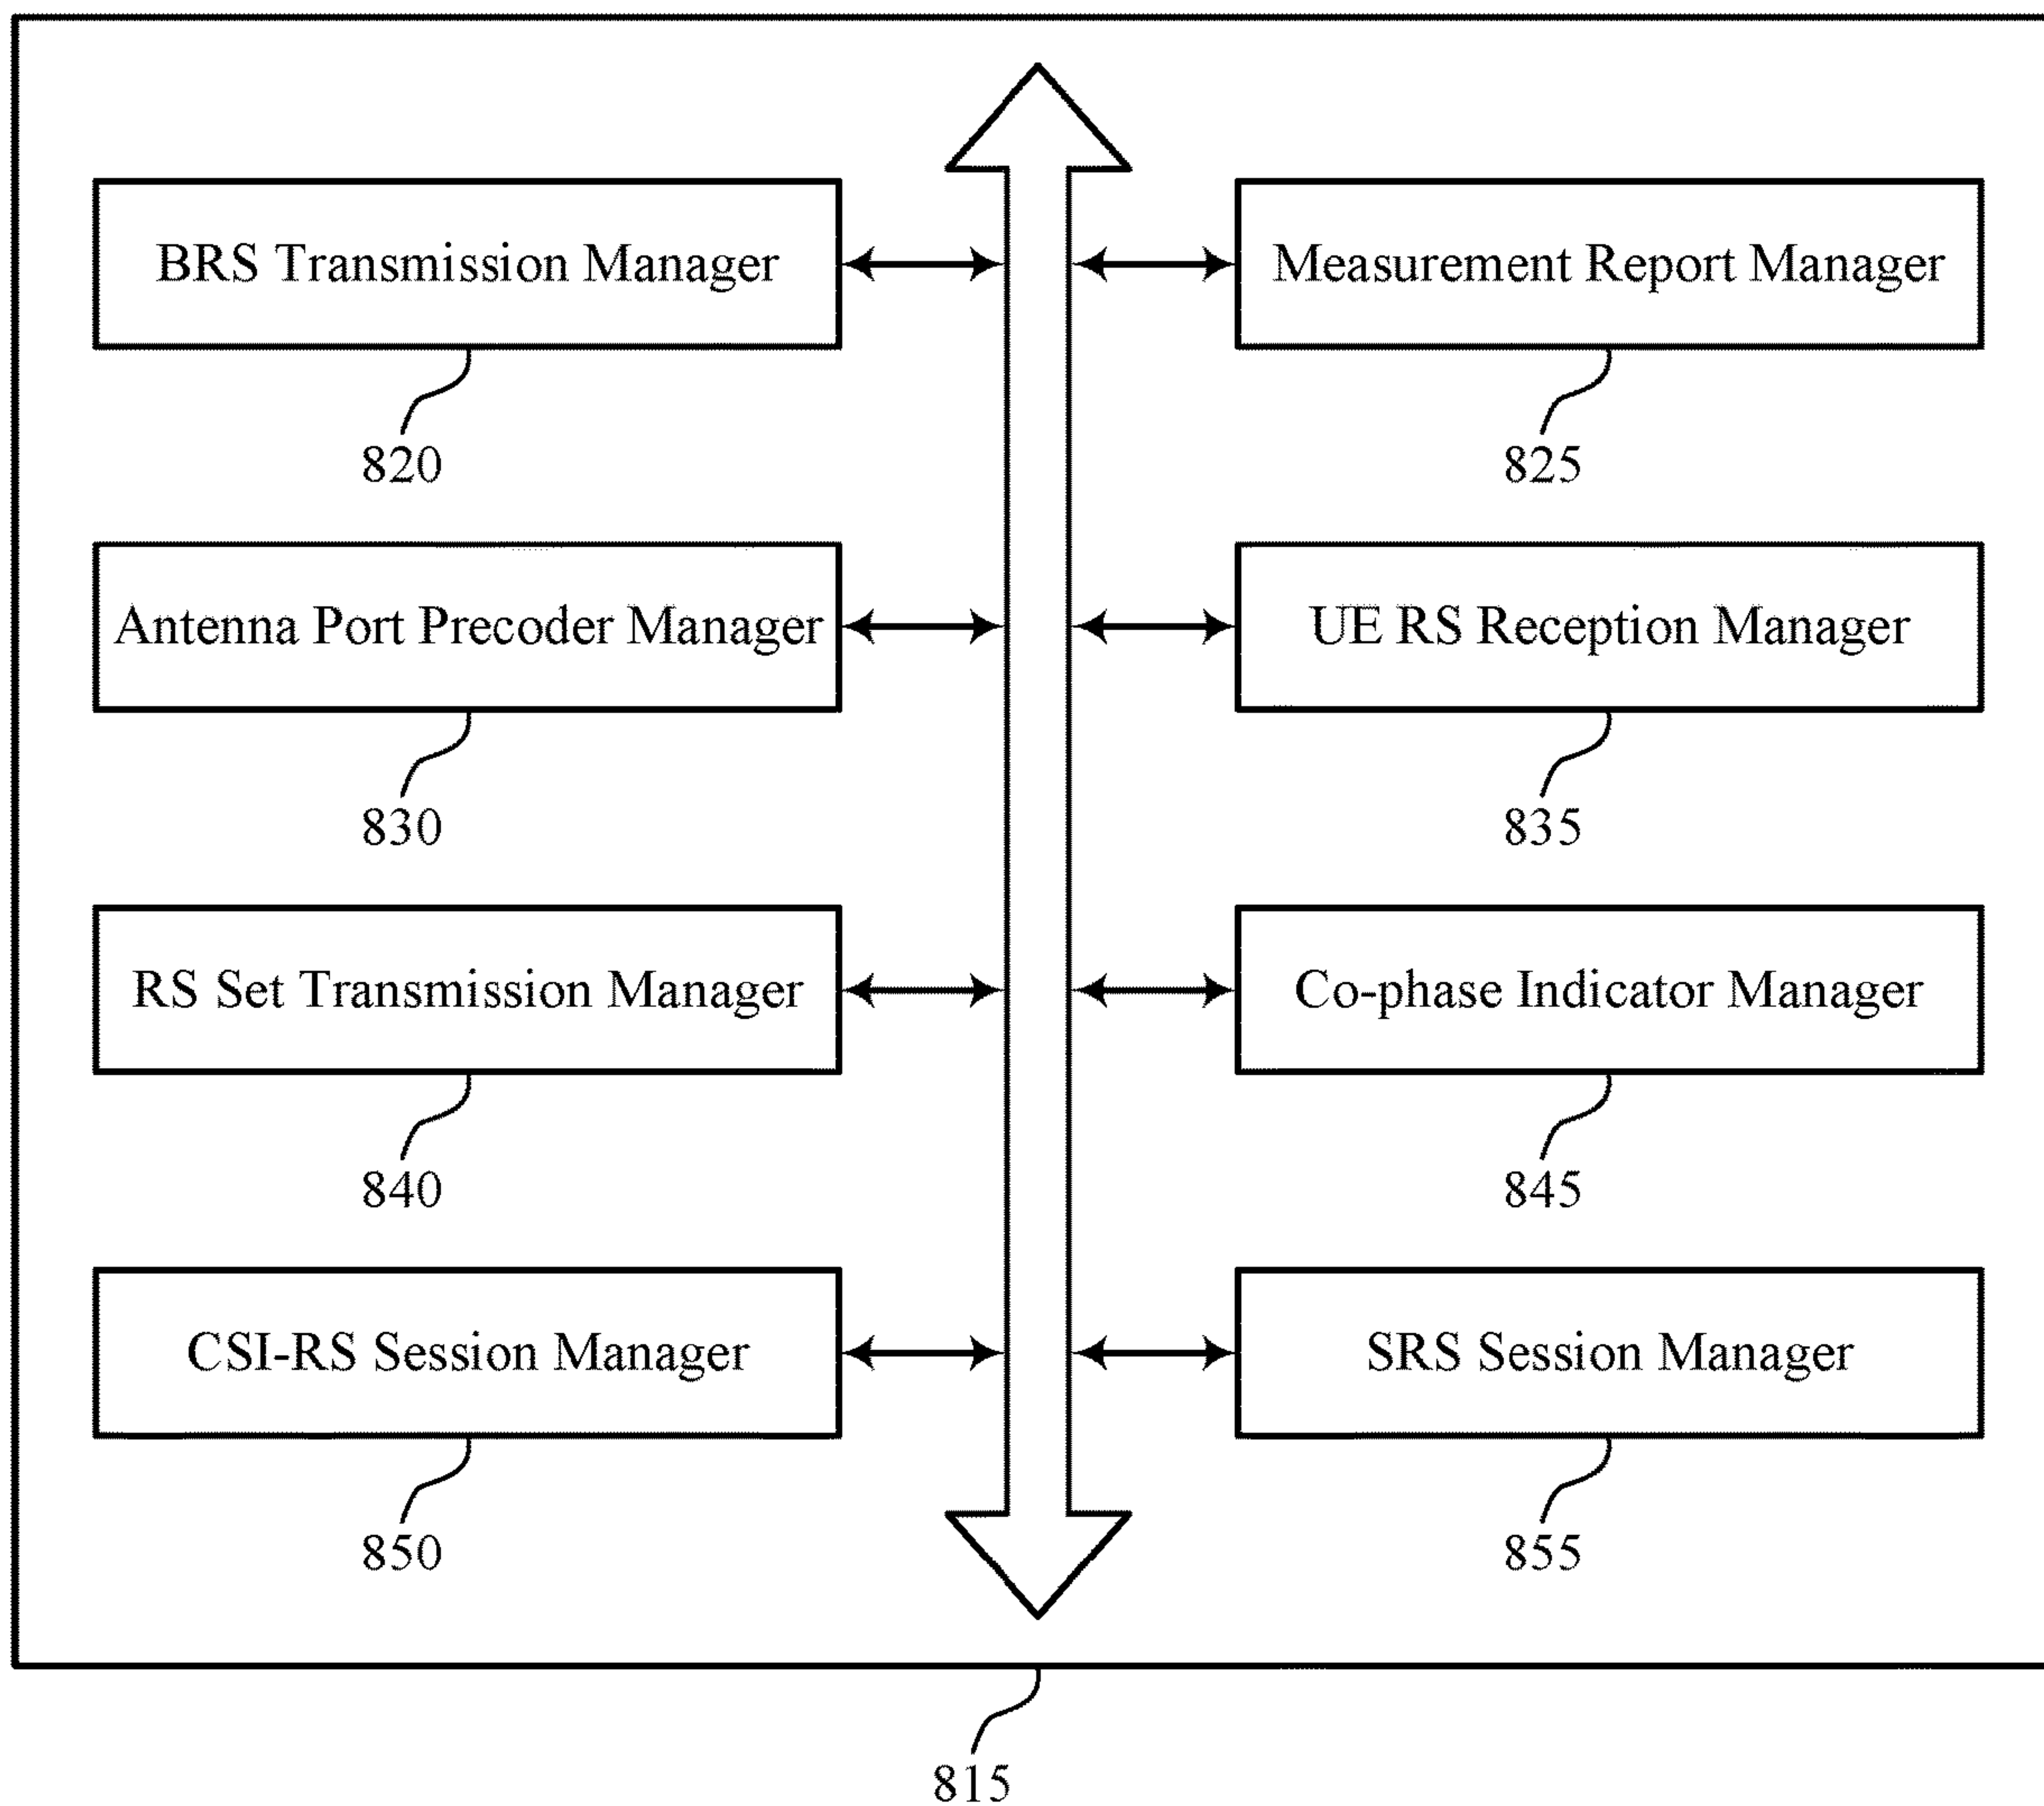 BRS Transmission Manager
Measurement Report Manager
820
825
Antenna Port Precoder Manager
UE RS Reception Manager
830
835
RS Set Transmission Manager
Co-phase Indicator Manager
840
845
CSI-RS Session Manager
SRS Session Manager
850
855
815